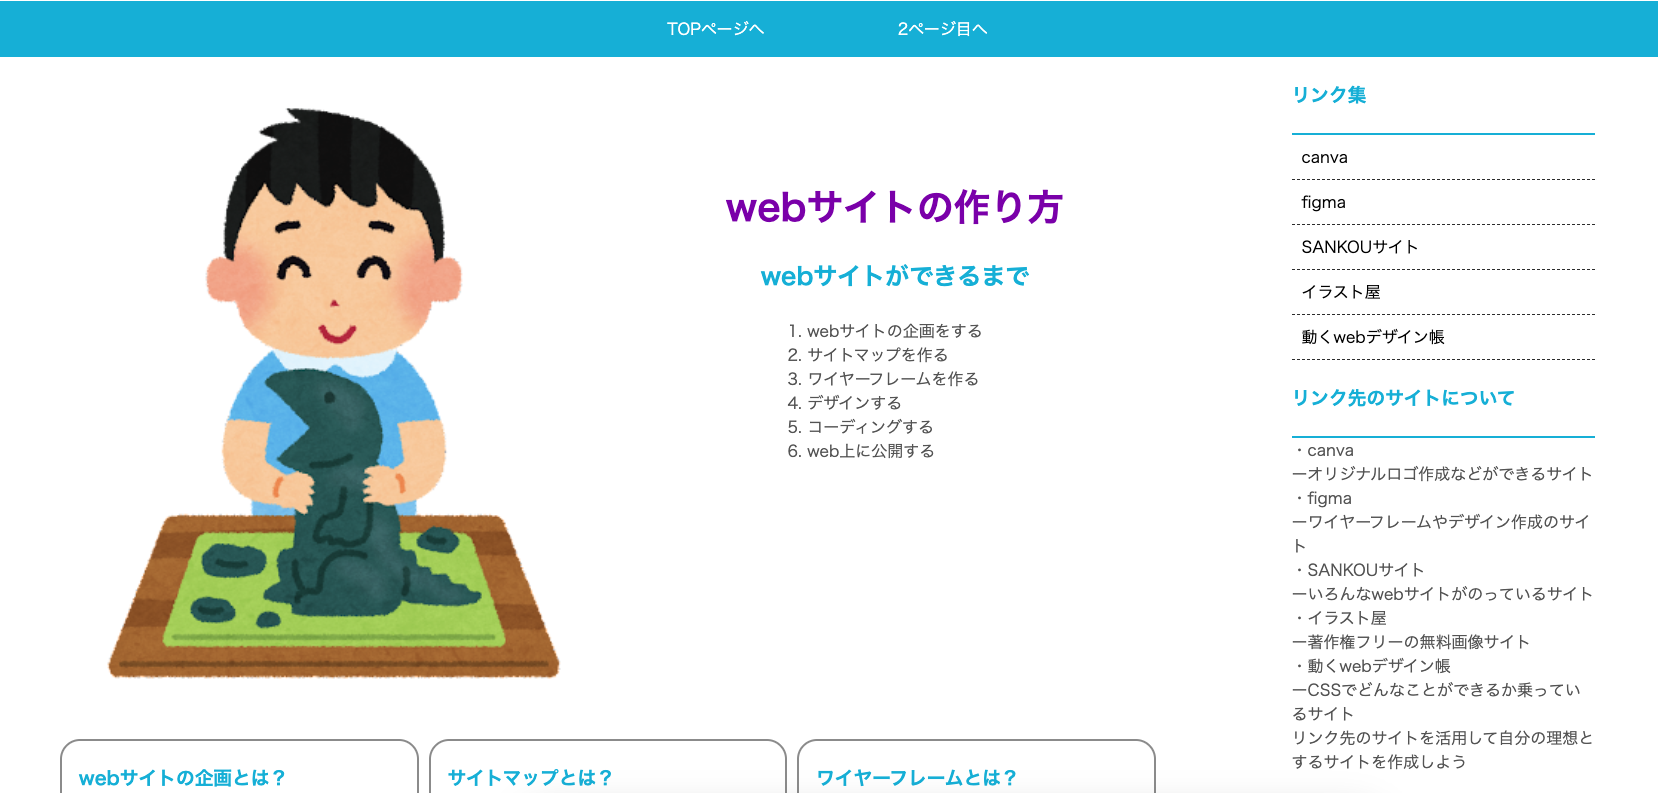 TOPページへ
2ページ目へ
webサイトの作り方
webサイトができるまで
1. webサイトの企画をする
2. サイトマップを作る
3. ワイヤーフレームを作る
4. デザインする
5. コーディングする
6. web上に公開する
webサイトの企画とは？
サイトマップとは？
ワイヤーフレームとは？
リンク集
canva
figma
SANKOUサイト
イラスト屋
動くwebデザイン帳
リンク先のサイトについて
・canva
ーオリジナルロゴ作成などができるサイト
・figma
ーワイヤーフレームやデザイン作成のサイ
ト
・SANKOUサイト
ーいろんなwebサイトがのっているサイト
・イラスト屋
ー著作権フリーの無料画像サイト
・動くwebデザイン帳
ーCSSでどんなことができるか乗ってい
るサイト
リンク先のサイトを活用して自分の理想と
するサイトを作成しよう